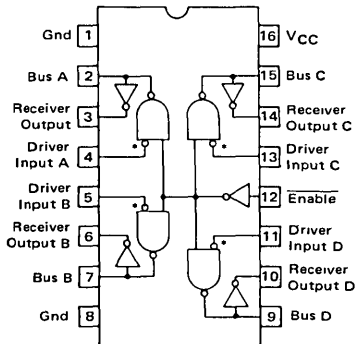 Gnd 1
Bus A 2
Receiver
Output 3
Driver
Input A 4
Driver
Input B 5
Receiver
Output B 6
Bus B 7
Gnd 8
16 VCC
15 Bus C
14 Receiver
Output C
13 Driver
Input C
12 Enable
11 Driver
Input D
10 Receiver
Output D
9 Bus D
*
*
*
*